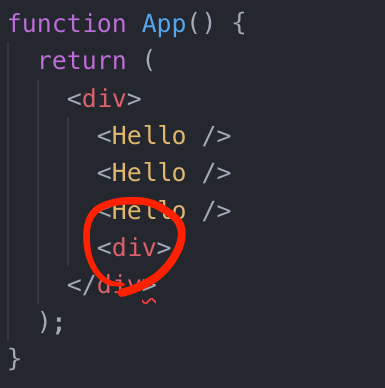 function App() {
return (
<div>
<Hello />
<Hello />
<Hello />
<div>
</div>
);
}